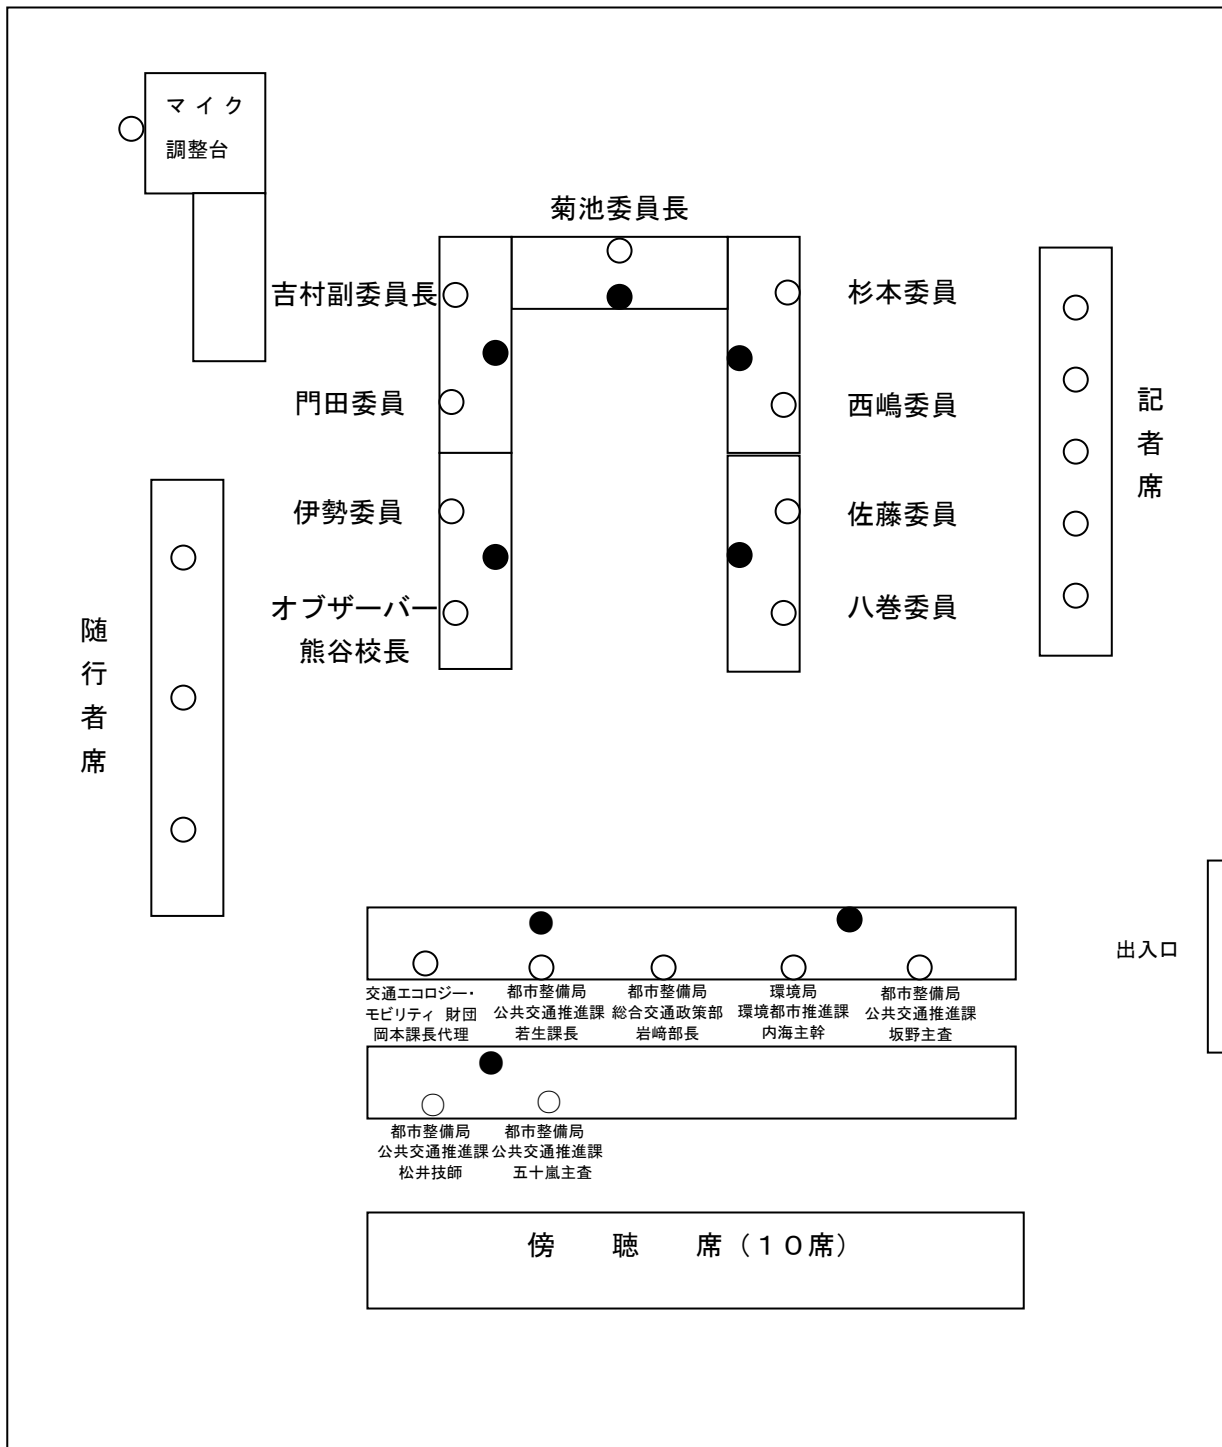 マイク
調整台
菊池委員長
吉村副委員長
杉本委員
門田委員
西嶋委員
伊勢委員
佐藤委員
オブザーバー
熊谷校長
八巻委員
記者席
随行者席
出入口
交通エコロジー・
モビリティ 財団
岡本課長代理
都市整備局
公共交通推進課
若生課長
都市整備局
総合交通政策部
岩﨑部長
環境局
環境都市推進課
内海主幹
都市整備局
公共交通推進課
坂野主査
都市整備局
公共交通推進課
松井技師
都市整備局
公共交通推進課
五十嵐主査
傍 聴 席（１０席）